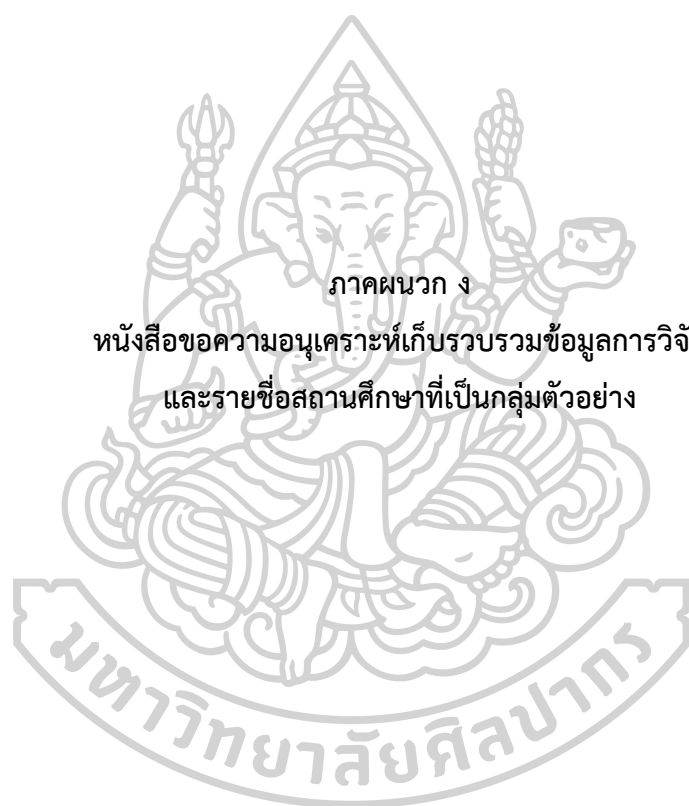 ภาคผนวก ง
หนังสือขอความอนุเคราะห์เก็บรวบรวมข้อมูลการวิจั
และรายชื่อสถานศึกษาที่เป็นกลุ่มตัวอย่าง
มหาวิทยาลัยศิลปากร